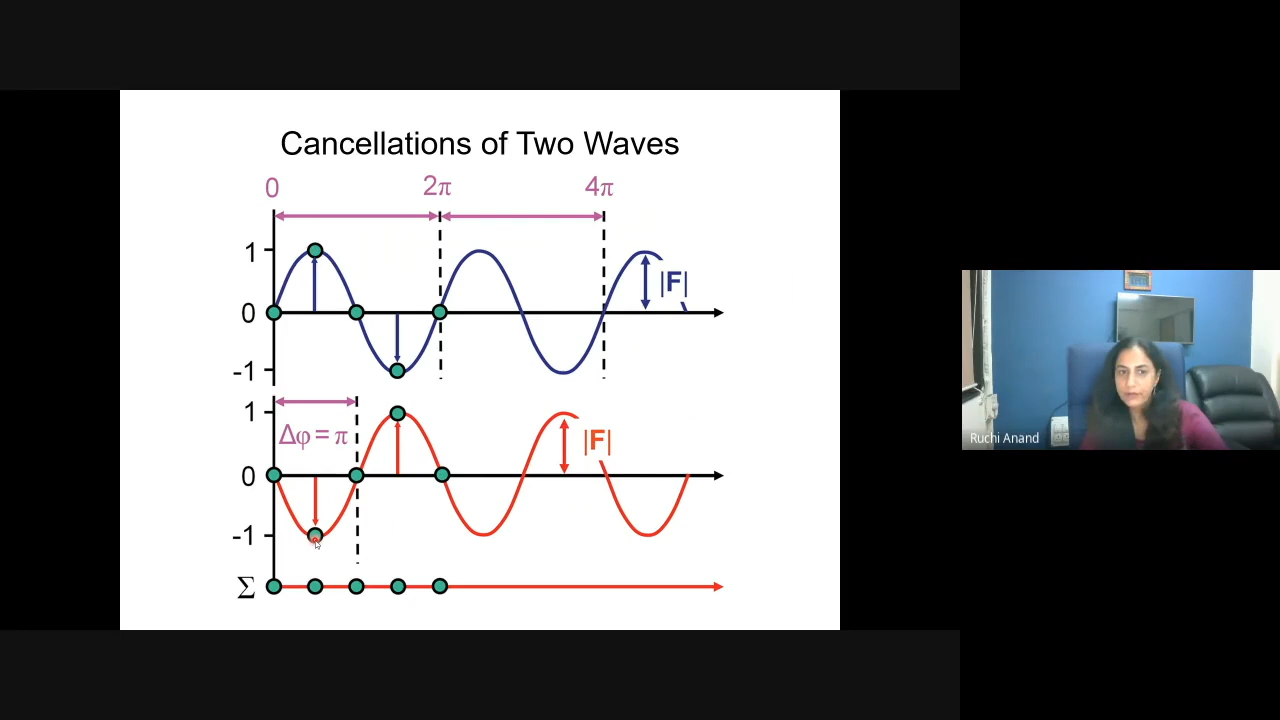 Cancellations of Two Waves
0 2π 4π
1
|F|
0
-1
1
Δφ = π
|F|
0
-1
Σ
Ruchi Anand